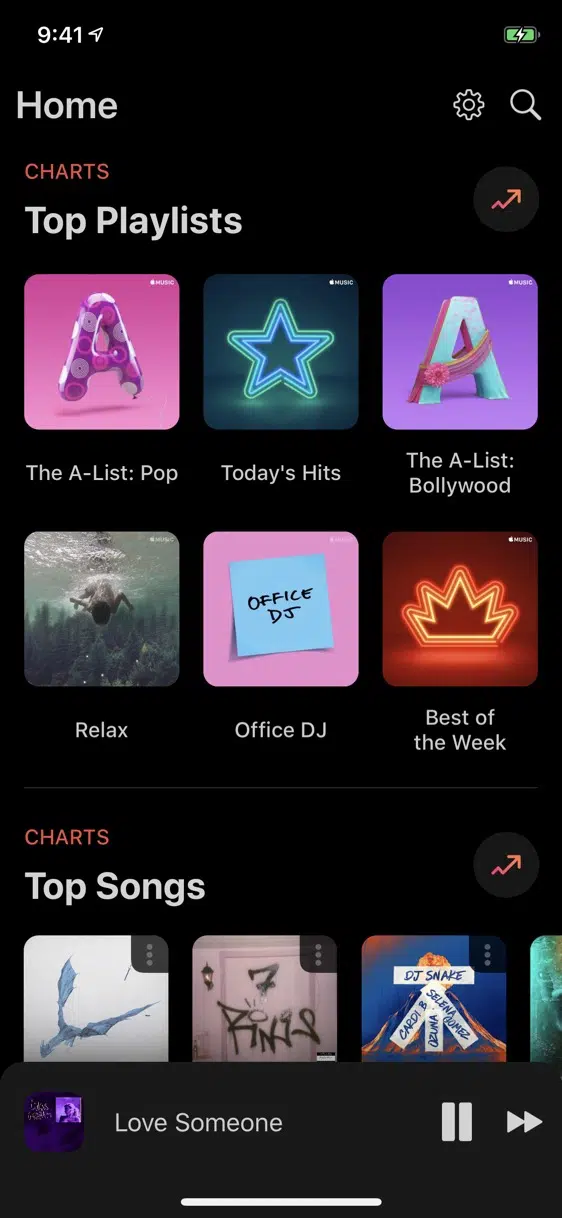 9:41
Home
CHARTS
Top Playlists
MUSIC
MUSIC
MUSIC
The A-List: Pop
Today's Hits
The A-List:
Bollywood
MUSIC
MUSIC
MUSIC
OFFICE
DJ
Relax
Office DJ
Best of
the Week
CHARTS
Top Songs
7
RINGS
DJ SNAKE
SELENA GOMEZ
OZUNA
CARDI B
Love Someone